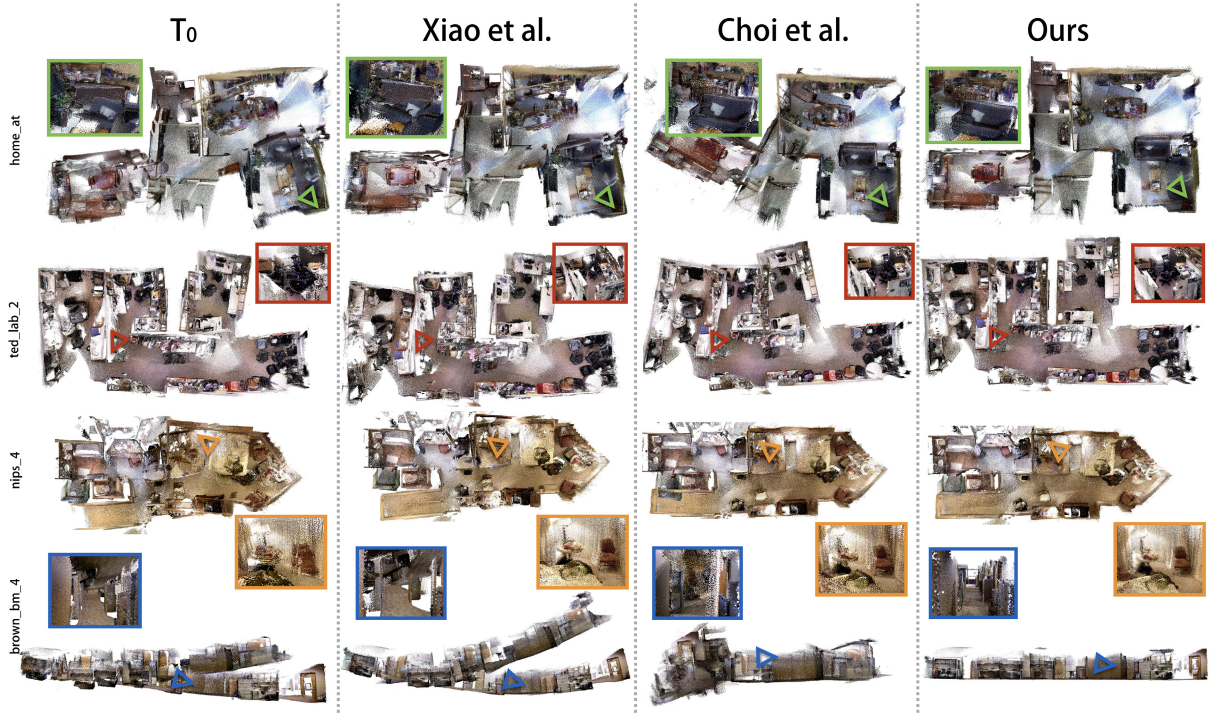 T₀ Xiao et al. Choi et al. Ours
home_at
ted_lab_2
nips_4
brown_bm_4